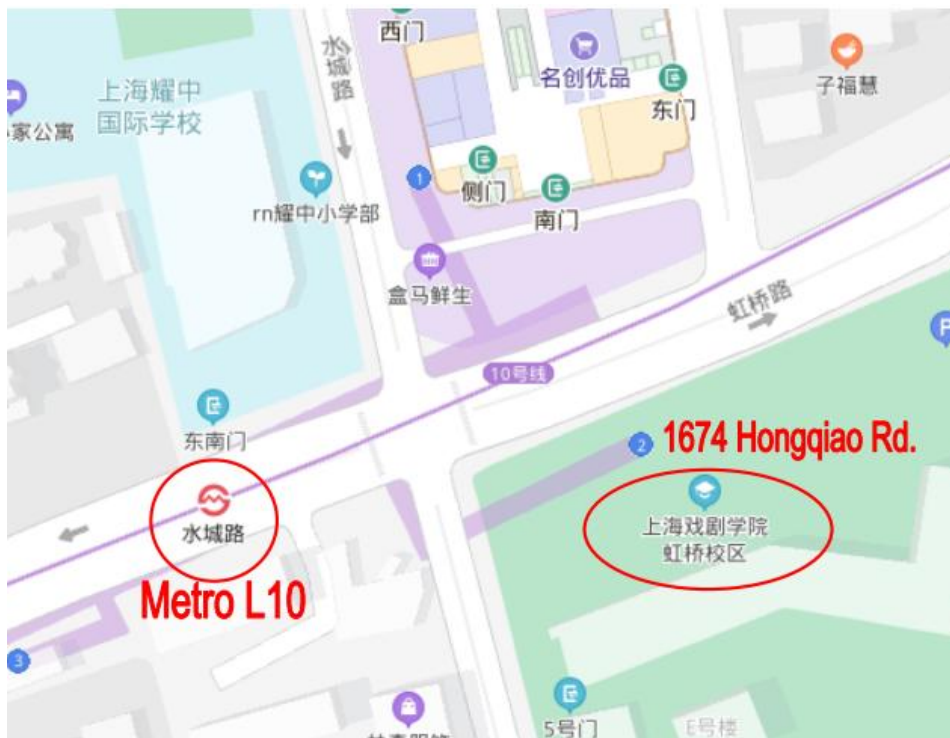 西门
水城路
名创优品
子福慧
东门
上海耀中
国际学校
家公寓
1
侧门
南门
rn耀中小学部
盒马鲜生
虹桥路
P
10号线
东南门
2
1674 Hongqiao Rd.
水城路
上海戏剧学院
虹桥校区
Metro L10
3
5号门
E号楼